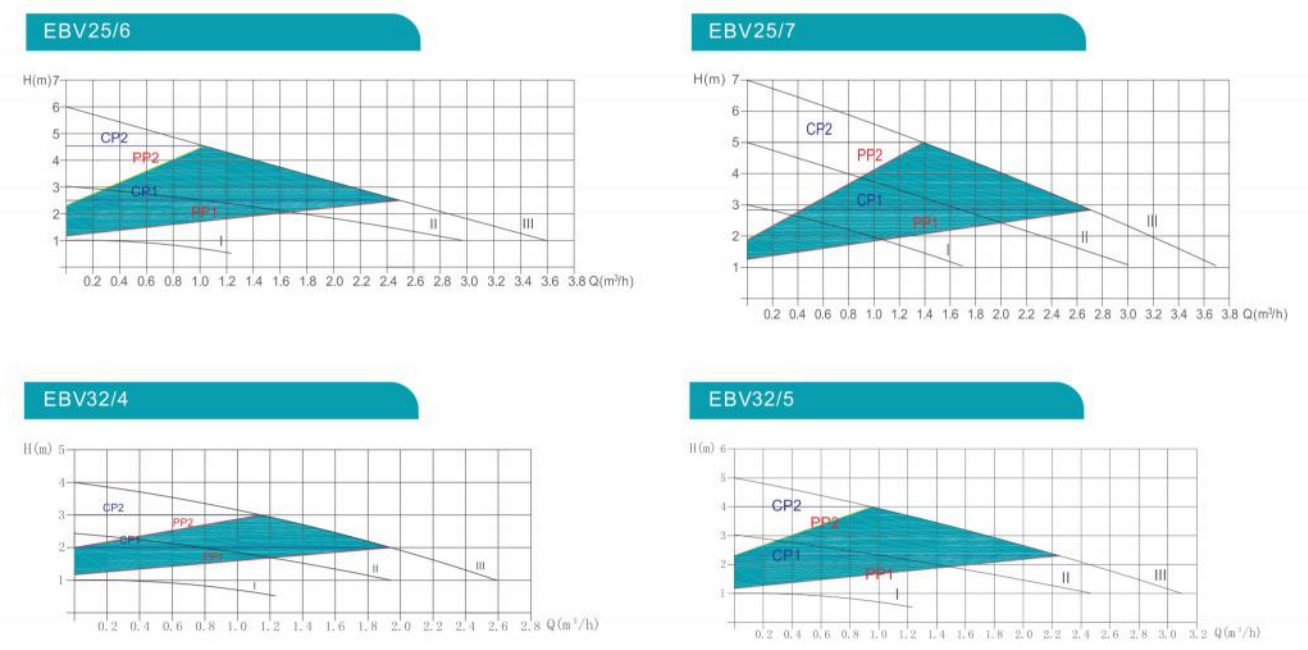 EBV25/6
H(m)7
6
5
4
3
2
1
CP2
PP2
CP1
PP1
I
II
III
0.2 0.4 0.6 0.8 1.0 1.2 1.4 1.6 1.8 2.0 2.2 2.4 2.6 2.8 3.0 3.2 3.4 3.6 3.8 Q(m³/h)
EBV25/7
H(m) 7
6
5
4
3
2
1
CP2
PP2
CP1
PP1
I
II
III
0.2 0.4 0.6 0.8 1.0 1.2 1.4 1.6 1.8 2.0 2.2 2.4 2.6 2.8 3.0 3.2 3.4 3.6 3.8 Q(m³/h)
EBV32/4
H(m) 5
4
3
2
1
CP2
PP2
CP1
PP1
I
II
III
0.2 0.4 0.6 0.8 1.0 1.2 1.4 1.6 1.8 2.0 2.2 2.4 2.6 2.8 Q(m³/h)
EBV32/5
H(m) 6
5
4
3
2
1
CP2
PP2
CP1
PP1
I
II
III
0.2 0.4 0.6 0.8 1.0 1.2 1.4 1.6 1.8 2.0 2.2 2.4 2.6 2.8 3.0 3.2 Q(m³/h)